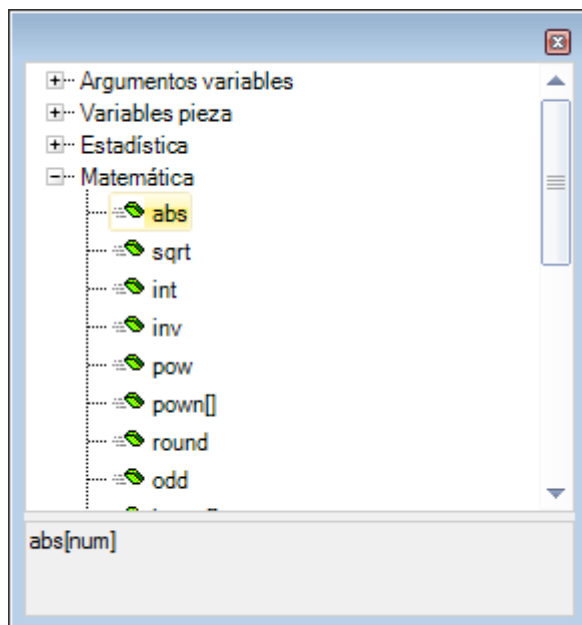 Argumentos variables
Variables pieza
Estadística
Matemática
abs
sqrt
int
inv
pow
pown[]
round
odd
abs[num]